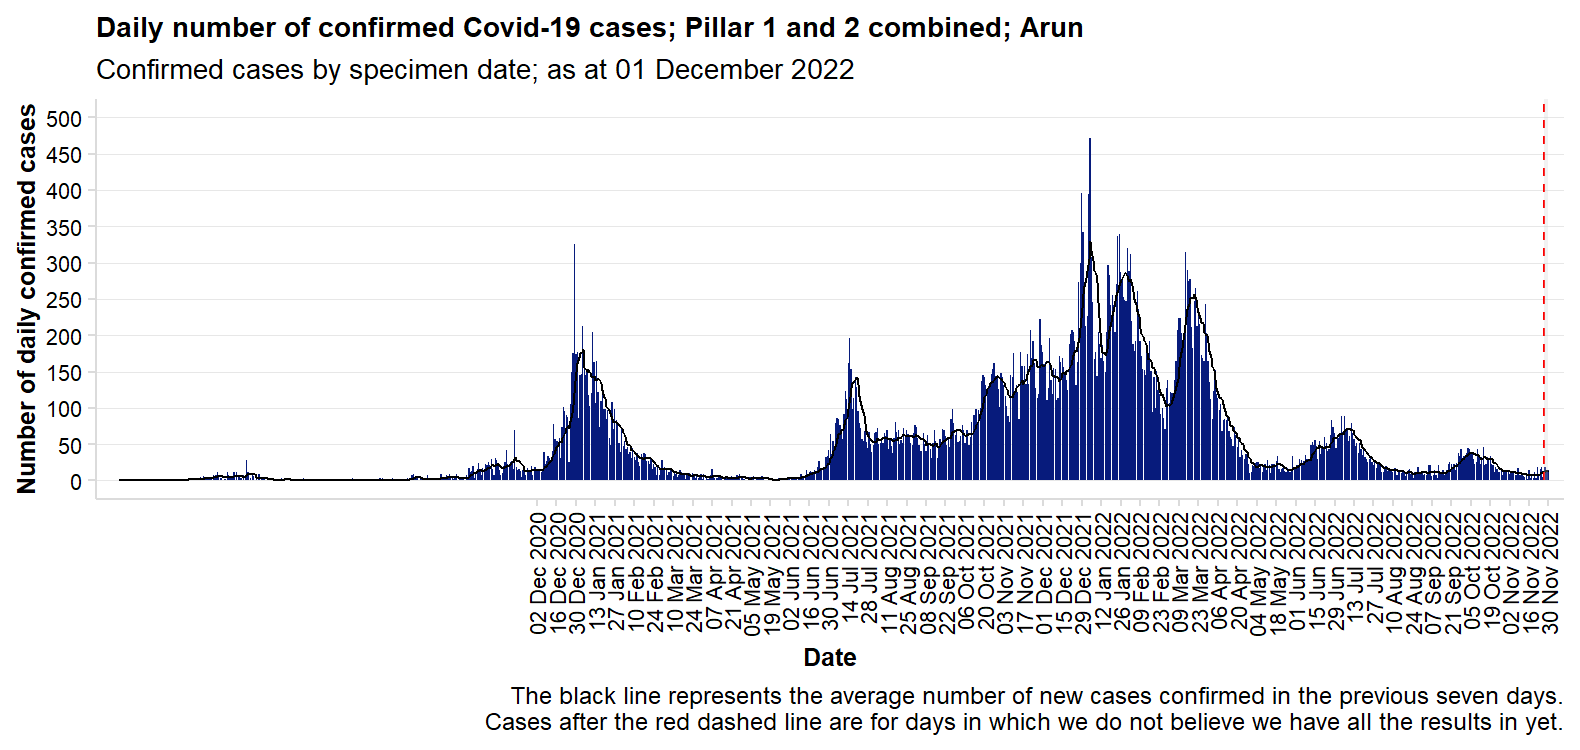 Daily number of confirmed Covid-19 cases; Pillar 1 and 2 combined; Arun
Confirmed cases by specimen date; as at 01 December 2022
Number of daily confirmed cases
500
450
400
350
300
250
200
150
100
50
0
02 Dec 2020
16 Dec 2020
30 Dec 2020
13 Jan 2021
27 Jan 2021
10 Feb 2021
24 Feb 2021
10 Mar 2021
24 Mar 2021
07 Apr 2021
21 Apr 2021
05 May 2021
19 May 2021
02 Jun 2021
16 Jun 2021
30 Jun 2021
14 Jul 2021
28 Jul 2021
11 Aug 2021
25 Aug 2021
08 Sep 2021
22 Sep 2021
06 Oct 2021
20 Oct 2021
03 Nov 2021
17 Nov 2021
01 Dec 2021
15 Dec 2021
29 Dec 2021
12 Jan 2022
26 Jan 2022
09 Feb 2022
23 Feb 2022
09 Mar 2022
23 Mar 2022
06 Apr 2022
20 Apr 2022
04 May 2022
18 May 2022
01 Jun 2022
15 Jun 2022
29 Jun 2022
13 Jul 2022
27 Jul 2022
10 Aug 2022
24 Aug 2022
07 Sep 2022
21 Sep 2022
05 Oct 2022
19 Oct 2022
02 Nov 2022
16 Nov 2022
30 Nov 2022
Date
The black line represents the average number of new cases confirmed in the previous seven days.
Cases after the red dashed line are for days in which we do not believe we have all the results in yet.